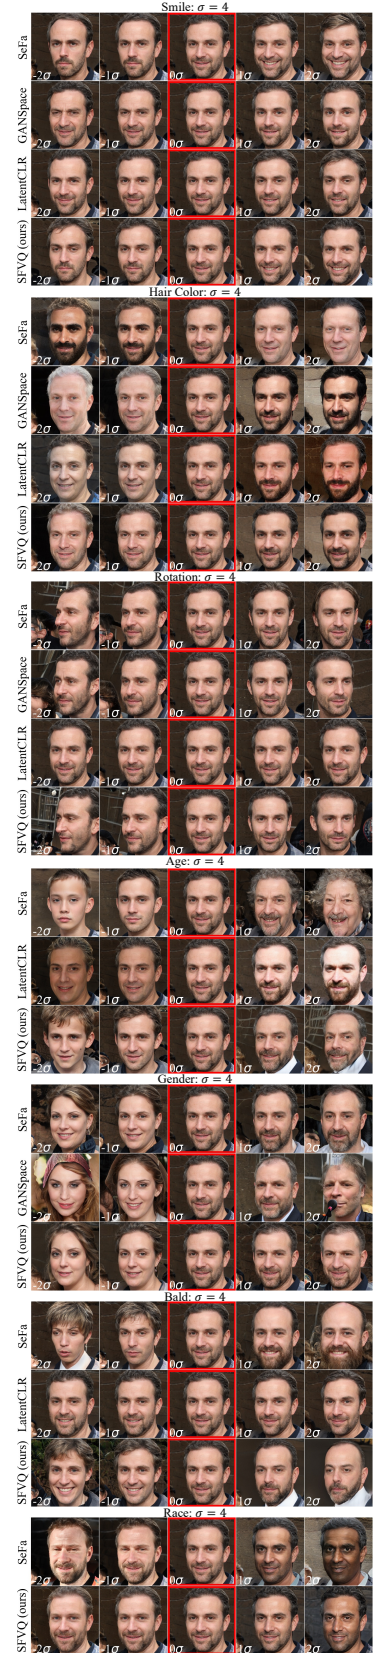 Smile: σ = 4
SeFa
-2σ -1σ 0σ 1σ 2σ
GANSpace
-2σ -1σ 0σ 1σ 2σ
LatentCLR
-2σ -1σ 0σ 1σ 2σ
SFVQ (ours)
-2σ -1σ 0σ 1σ 2σ
Hair Color: σ = 4
SeFa
-2σ -1σ 0σ 1σ 2σ
GANSpace
-2σ -1σ 0σ 1σ 2σ
LatentCLR
-2σ -1σ 0σ 1σ 2σ
SFVQ (ours)
-2σ -1σ 0σ 1σ 2σ
Rotation: σ = 4
SeFa
-2σ -1σ 0σ 1σ 2σ
GANSpace
-2σ -1σ 0σ 1σ 2σ
LatentCLR
-2σ -1σ 0σ 1σ 2σ
SFVQ (ours)
-2σ -1σ 0σ 1σ 2σ
Age: σ = 4
SeFa
-2σ -1σ 0σ 1σ 2σ
LatentCLR
-2σ -1σ 0σ 1σ 2σ
SFVQ (ours)
-2σ -1σ 0σ 1σ 2σ
Gender: σ = 4
SeFa
-2σ -1σ 0σ 1σ 2σ
GANSpace
-2σ -1σ 0σ 1σ 2σ
SFVQ (ours)
-2σ -1σ 0σ 1σ 2σ
Bald: σ = 4
SeFa
-2σ -1σ 0σ 1σ 2σ
LatentCLR
-2σ -1σ 0σ 1σ 2σ
SFVQ (ours)
-2σ -1σ 0σ 1σ 2σ
Race: σ = 4
SeFa
-2σ -1σ 0σ 1σ 2σ
SFVQ (ours)
-2σ -1σ 0σ 1σ 2σ